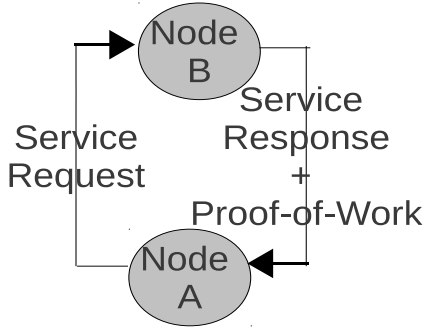 Node
B
Service
Request
Service
Response
+
Proof-of-Work
Node
A